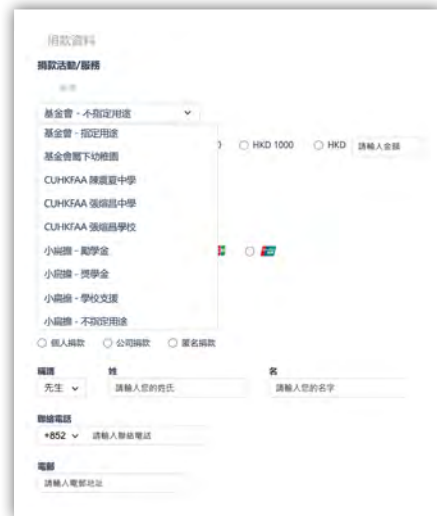 捐款資料
捐款活動/服務
基金會 - 不指定用途
基金會 - 指定用途
基金會屬下幼稚園
HKD 1000 HKD 請輸入金額
CUHKFAA 陳震夏中學
CUHKFAA 張煊昌中學
CUHKFAA 張煊昌學校
小扁擔 - 勵學金
小扁擔 - 獎學金
小扁擔 - 學校支援
小扁擔 - 不指定用途
個人捐款 公司捐款 匿名捐款
稱謂 姓 名
先生 請輸入您的姓氏 請輸入您的名字
聯絡電話
+852 請輸入聯絡電話
電郵
請輸入電郵地址